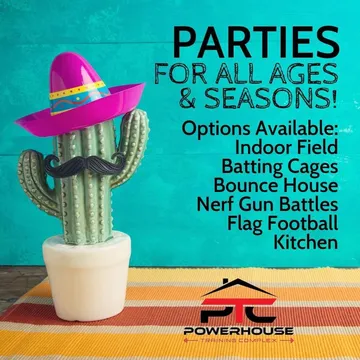 PARTIES
FOR ALL AGES
& SEASONS!
Options Available:
Indoor Field
Batting Cages
Bounce House
Nerf Gun Battles
Flag Football
Kitchen
PTC
POWERHOUSE
TRAINING COMPLEX